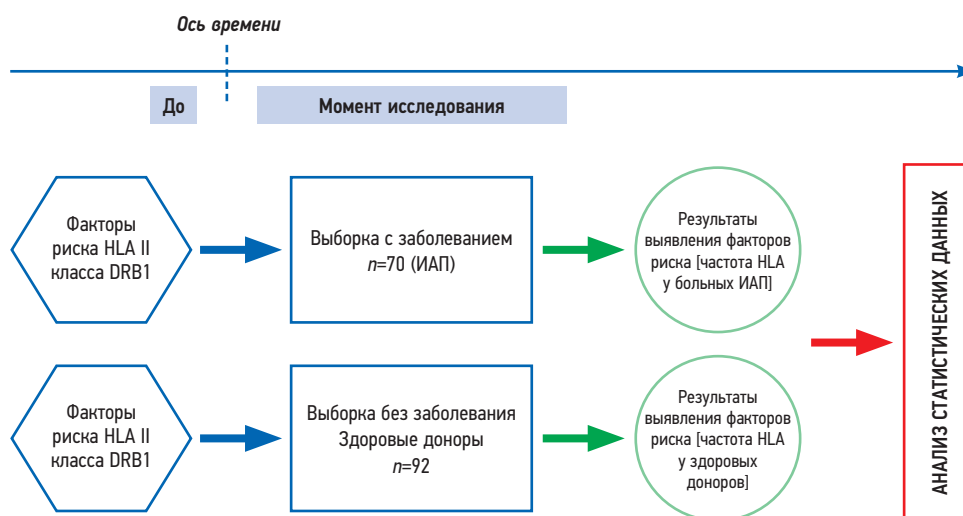 Ось времени
До
Момент исследования
Факторы
риска HLA II
класса DRB1
Выборка с заболеванием
n=70 (ИАП)
Результаты
выявления факторов
риска [частота HLA
у больных ИАП]
Факторы
риска HLA II
класса DRB1
Выборка без заболевания
Здоровые доноры
n=92
Результаты
выявления факторов
риска [частота HLA
у здоровых
доноров]
АНАЛИЗ СТАТИСТИЧЕСКИХ ДАННЫХ